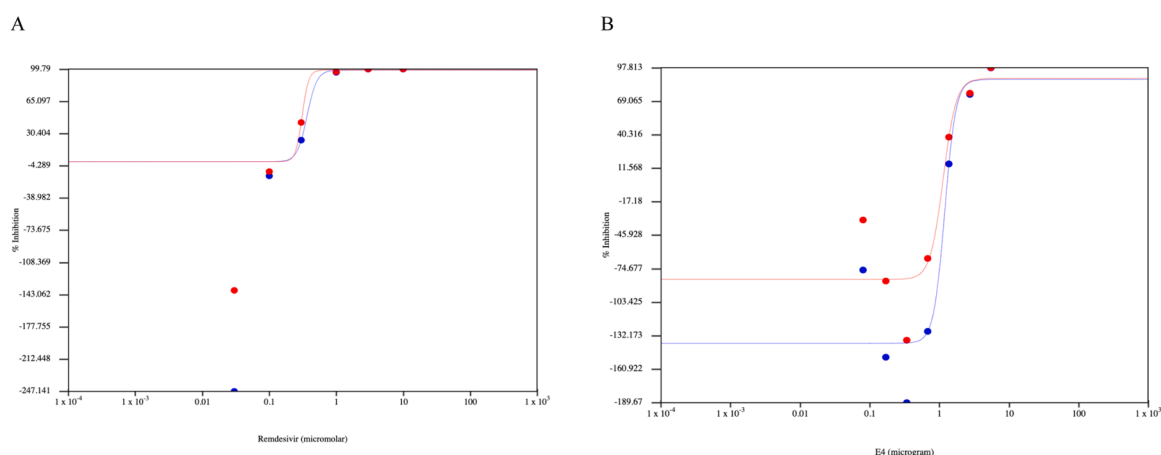 A
B
99.79
65.097
30.404
-4.289
-38.982
-73.675
-108.369
-143.062
-177.755
-212.448
-247.141
% Inhibition
1 x 10⁻⁴
1 x 10⁻³
0.01
0.1
1
10
100
1 x 10³
Remdesivir (micromolar)
97.813
69.065
40.316
11.568
-17.18
-45.928
-74.677
-103.425
-132.173
-160.922
-189.67
% Inhibition
1 x 10⁻⁴
1 x 10⁻³
0.01
0.1
1
10
100
1 x 10³
E4 (microgram)